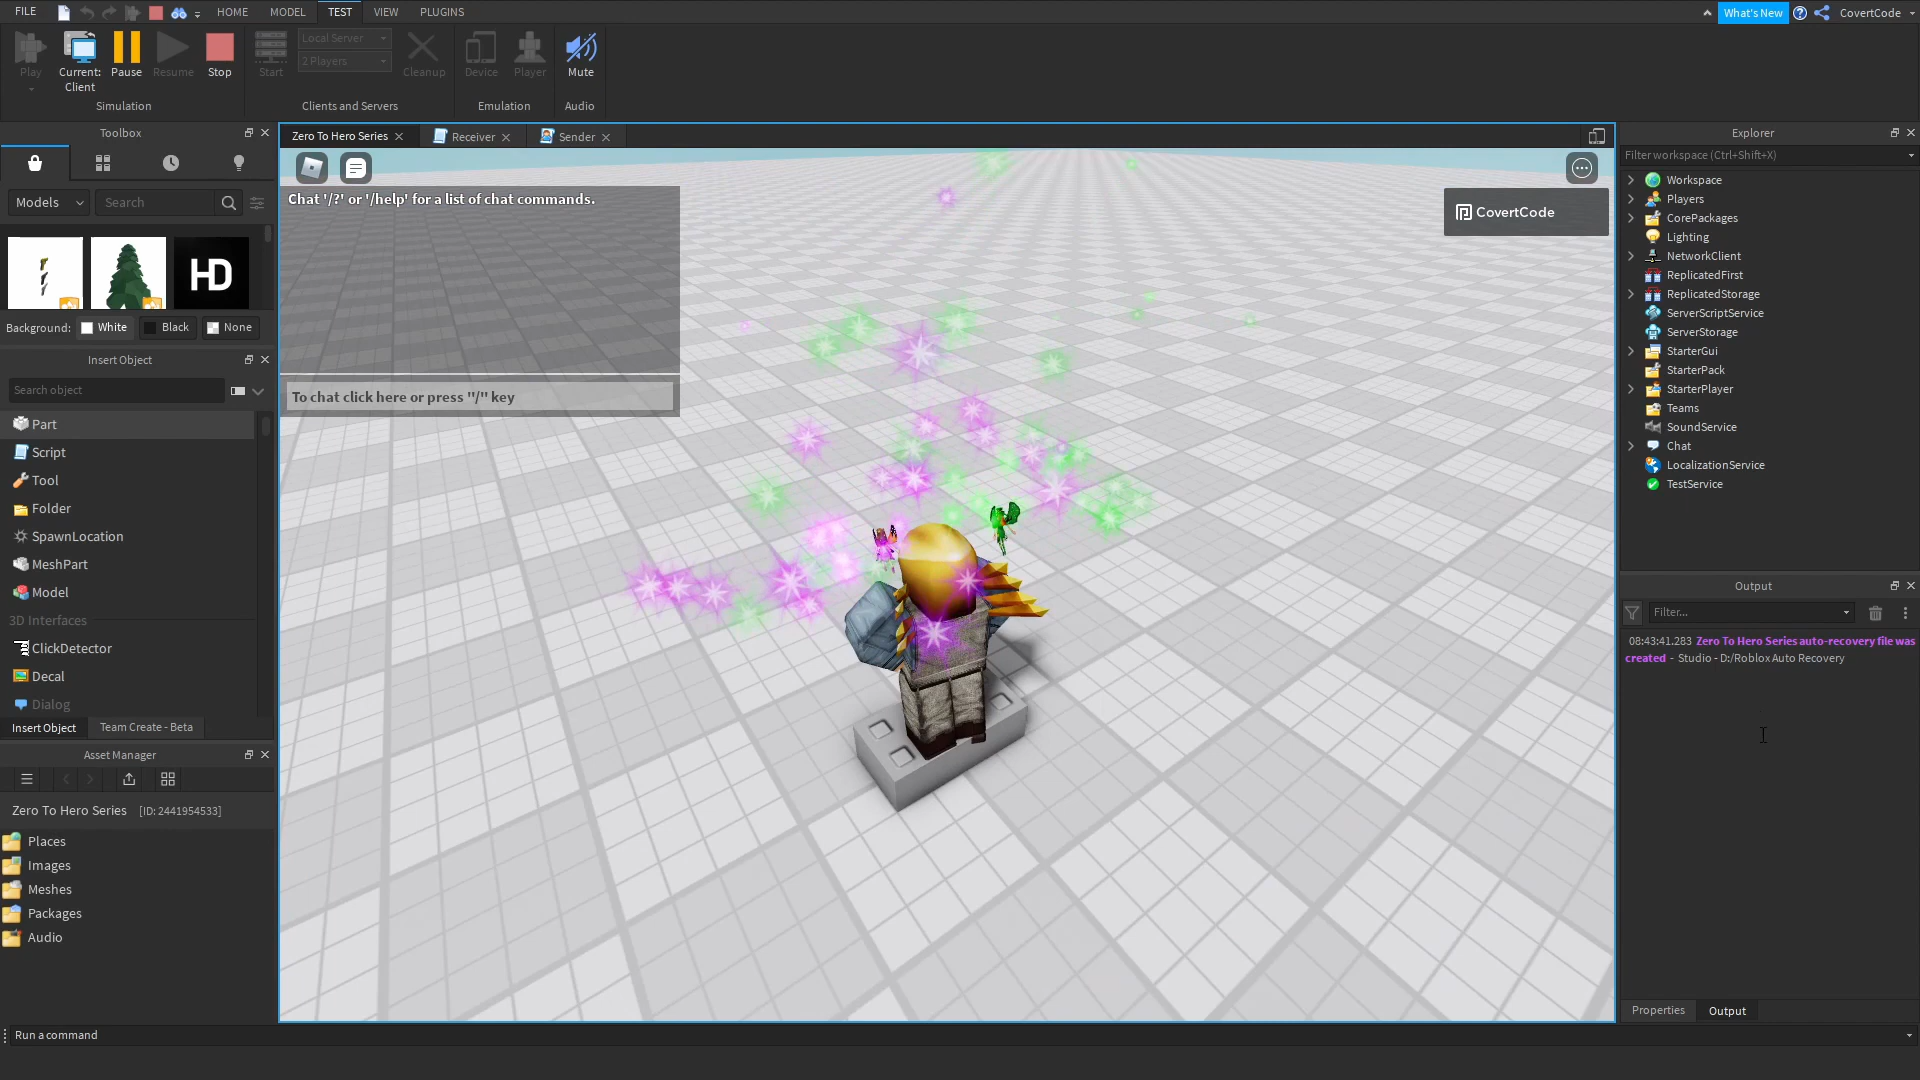 FILE
HOME
MODEL
TEST
VIEW
PLUGINS
What's New
CovertCode
Play
Current:
Client
Pause
Resume
Stop
Simulation
Start
Local Server
2 Players
Cleanup
Clients and Servers
Device
Player
Emulation
Mute
Audio
Toolbox
Models
Search
HD
Background:
White
Black
None
Insert Object
Search object
Part
Script
Tool
Folder
SpawnLocation
MeshPart
Model
3D Interfaces
ClickDetector
Decal
Dialog
Insert Object
Team Create - Beta
Asset Manager
Zero To Hero Series [ID: 2441954533]
Places
Images
Meshes
Packages
Audio
Run a command
Zero To Hero Series
Receiver
Sender
Chat '/?' or '/help' for a list of chat commands.
To chat click here or press "/" key
CovertCode
Explorer
Filter workspace (Ctrl+Shift+X)
Workspace
Players
CorePackages
Lighting
NetworkClient
ReplicatedFirst
ReplicatedStorage
ServerScriptService
ServerStorage
StarterGui
StarterPack
StarterPlayer
Teams
SoundService
Chat
LocalizationService
TestService
Output
Filter...
08:43:41.283 Zero To Hero Series auto-recovery file was
created - Studio - D:/Roblox Auto Recovery
Properties
Output